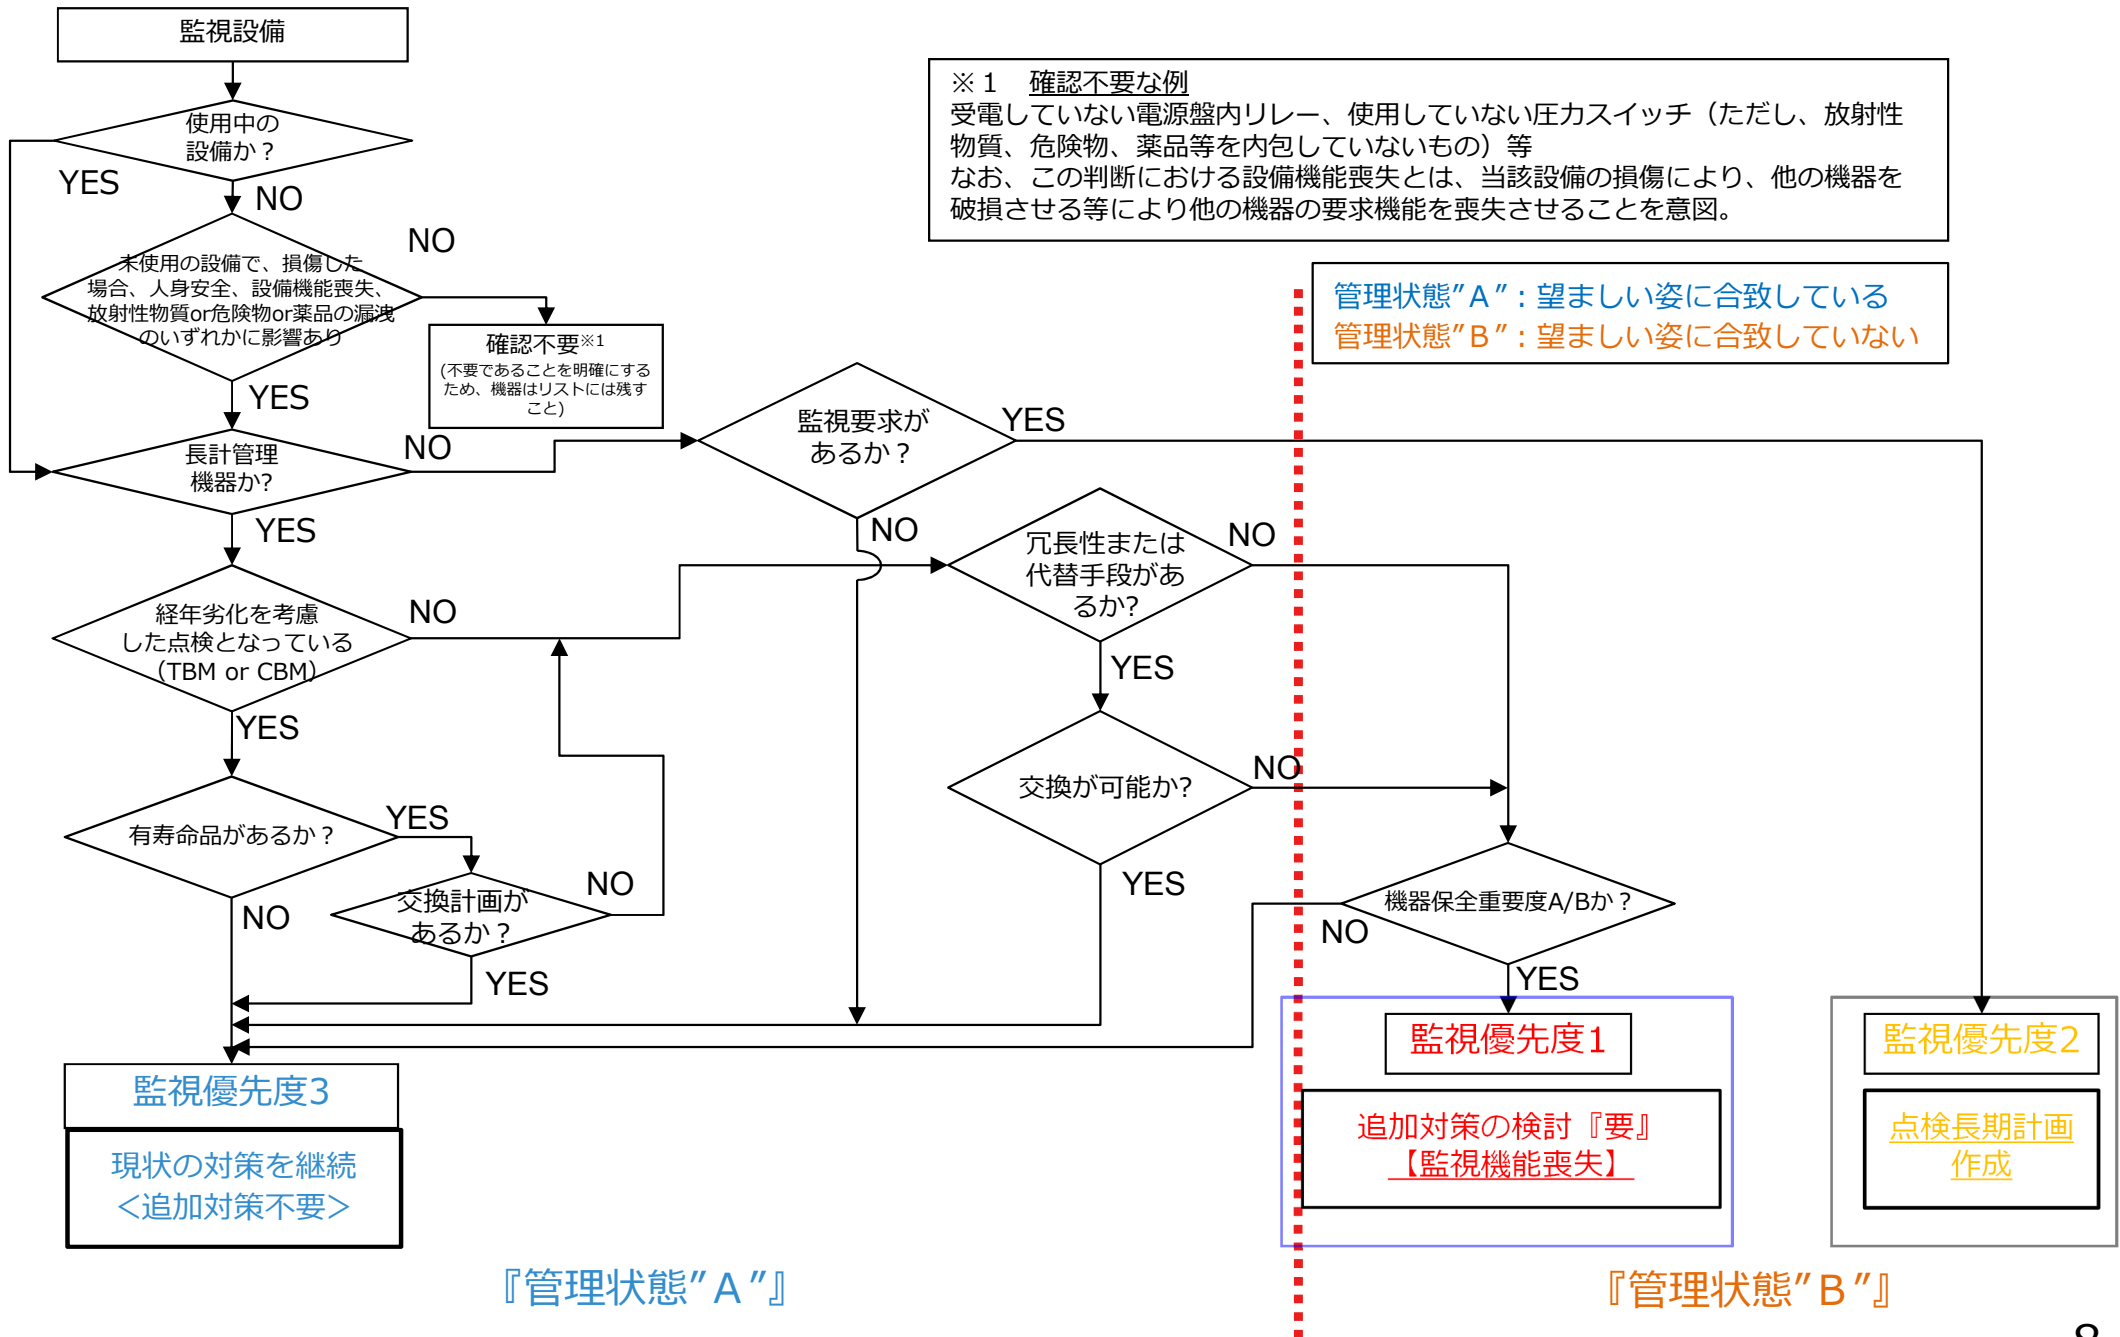 監視設備
使用中の
設備か？
YES
NO
未使用の設備で、損傷した
場合、人身安全、設備機能喪失、
放射性物質or危険物or薬品の漏洩
のいずれかに影響あり
NO
YES
確認不要※1
(不要であることを明確にする
ため、機器はリストには残す
こと)
※１　確認不要な例
受電していない電源盤内リレー、使用していない圧力スイッチ（ただし、放射性
物質、危険物、薬品等を内包していないもの）等
なお、この判断における設備機能喪失とは、当該設備の損傷により、他の機器を
破損させる等により他の機器の要求機能を喪失させることを意図。
管理状態”A”：望ましい姿に合致している
管理状態”B”：望ましい姿に合致していない
長計管理
機器か?
NO
YES
監視要求が
あるか？
YES
NO
経年劣化を考慮
した点検となっている
（TBM or CBM）
NO
YES
冗長性または
代替手段があ
るか?
NO
YES
有寿命品があるか？
YES
NO
交換計画が
あるか？
NO
YES
交換が可能か?
NO
YES
機器保全重要度A/Bか？
NO
YES
監視優先度3
現状の対策を継続
＜追加対策不要＞
監視優先度1
追加対策の検討『要』
【監視機能喪失】
監視優先度2
点検長期計画
作成
『管理状態”A”』
『管理状態”B”』